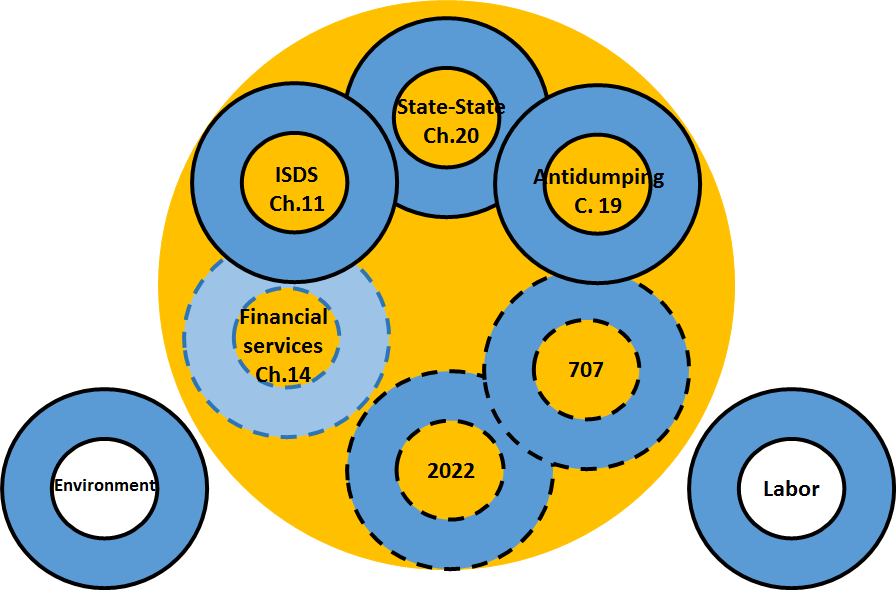 State-State
Ch.20
ISDS
Ch.11
Antidumping
C. 19
Financial
services
Ch.14
707
2022
Environment
Labor